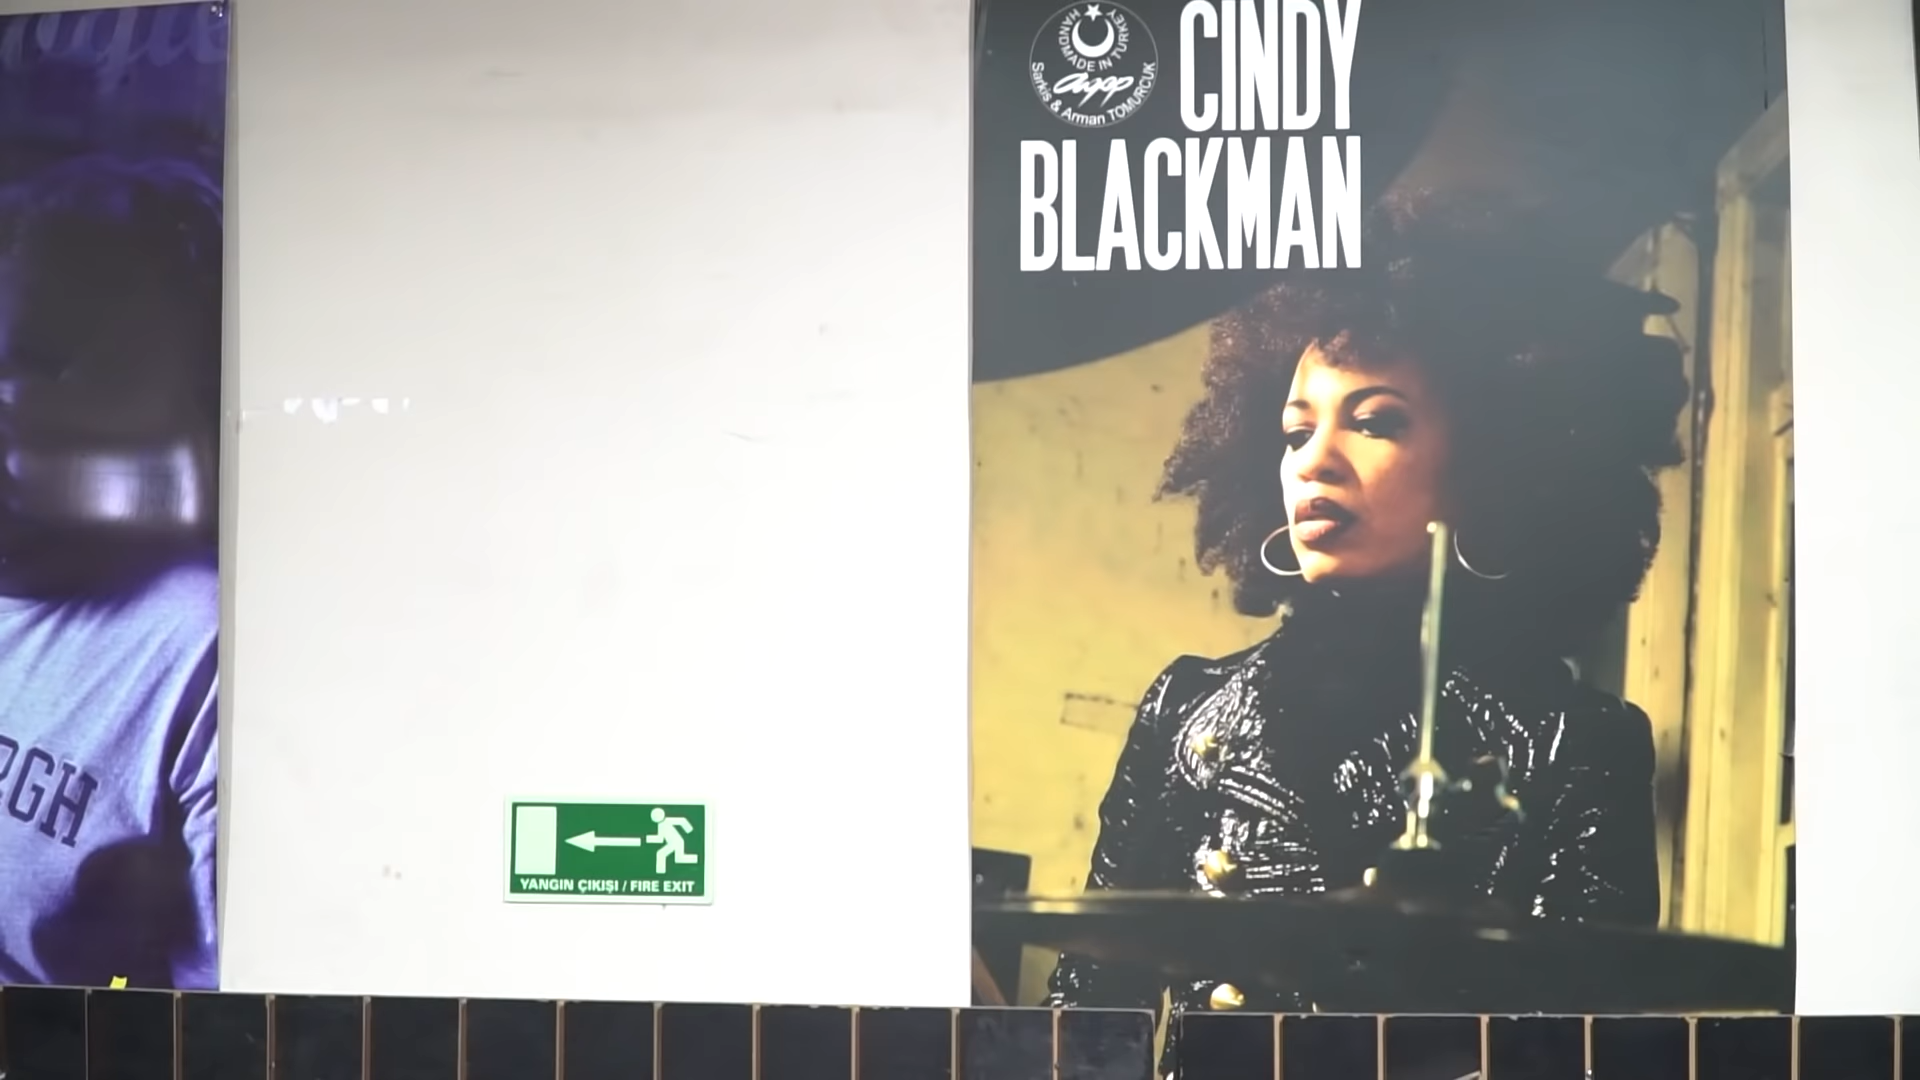 HANDMADE IN TURKEY
Agop
Sarkis & Arman TOMURCUK
CINDY
BLACKMAN
RGH
YANGIN ÇIKIŞI / FIRE EXIT